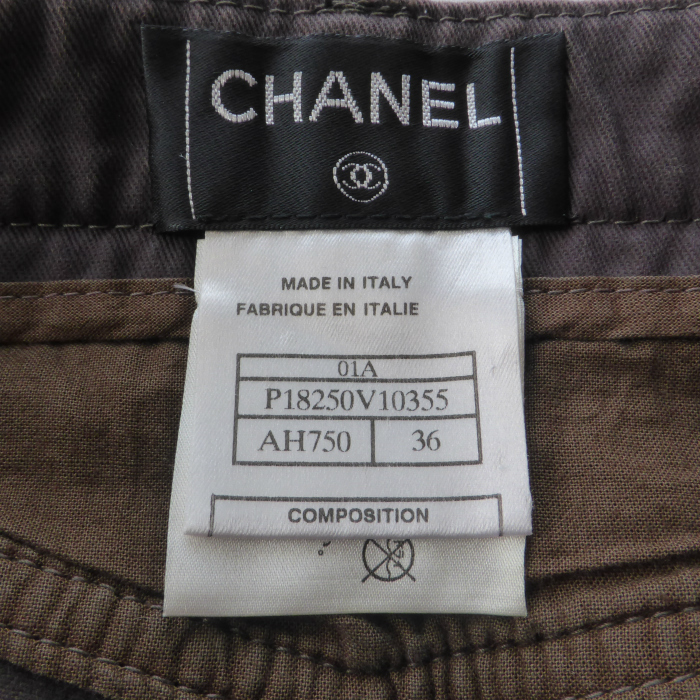 CHANEL
MADE IN ITALY
FABRIQUE EN ITALIE
01A
P18250V10355
AH750 36
COMPOSITION